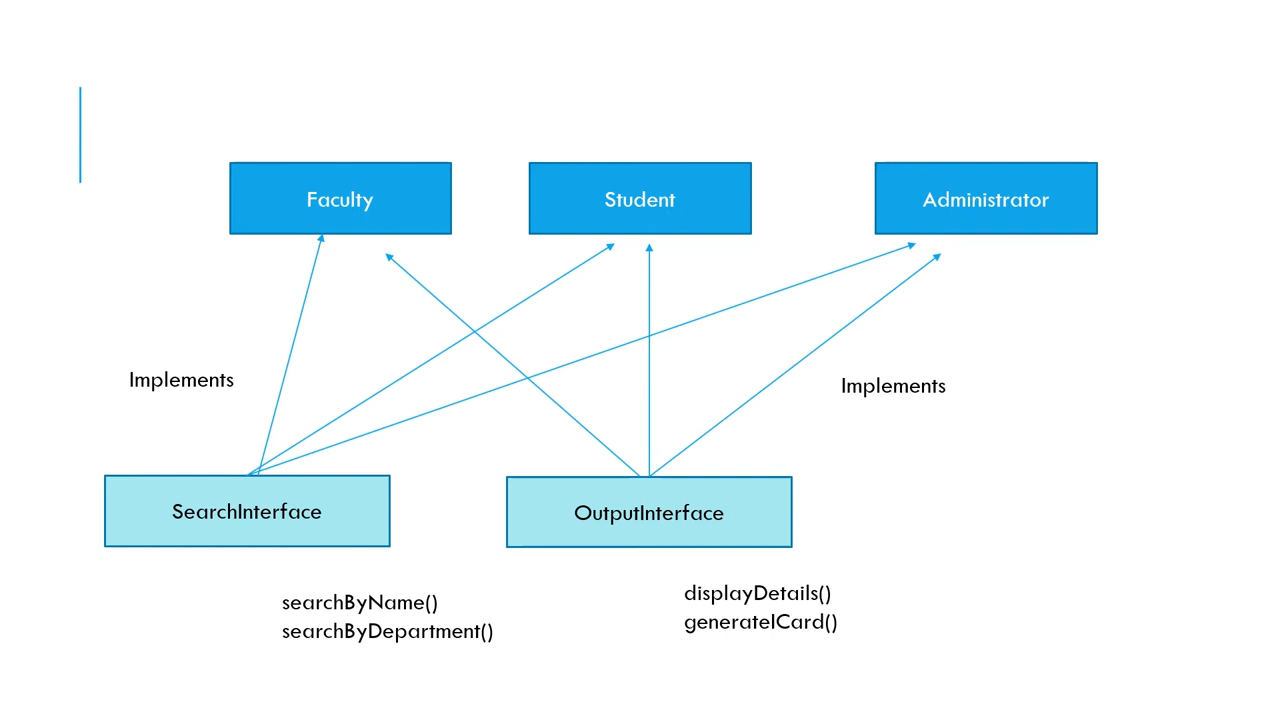 Faculty
Student
Administrator
Implements
Implements
SearchInterface
OutputInterface
searchByName()
searchByDepartment()
displayDetails()
generateICard()